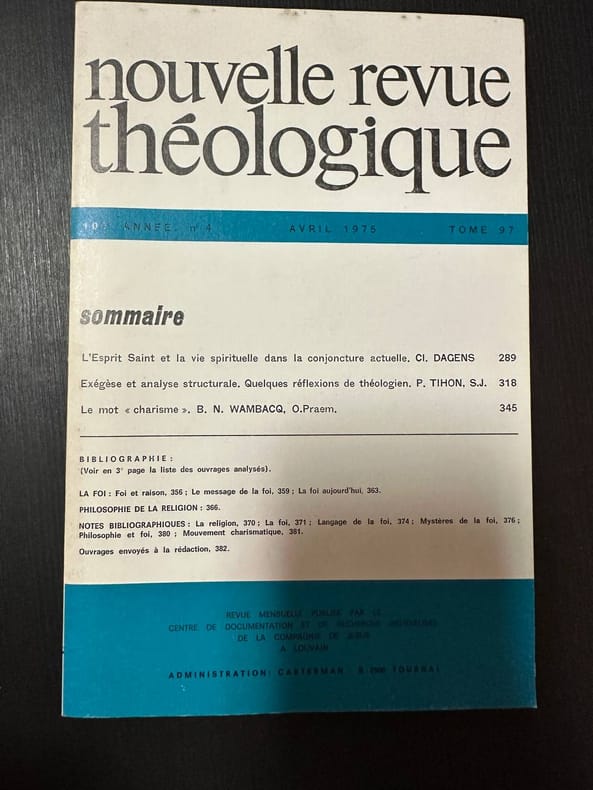 nouvelle revue
théologique
ANNÉE. n° 4 AVRIL 1975 TOME 97
sommaire
L'Esprit Saint et la vie spirituelle dans la conjoncture actuelle. Cl. DAGENS 289
Exégèse et analyse structurale. Quelques réflexions de théologien. P. TIHON, S.J. 318
Le mot « charisme ». B. N. WAMBACQ, O.Praem. 345
BIBLIOGRAPHIE :
(Voir en 3e page la liste des ouvrages analysés).
LA FOI : Foi et raison, 356 ; Le message de la foi, 359 ; La foi aujourd'hui, 363.
PHILOSOPHIE DE LA RELIGION : 366.
NOTES BIBLIOGRAPHIQUES : La religion, 370 ; La foi, 371 ; Langage de la foi, 374 ; Mystères de la foi, 376 ;
Philosophie et foi, 380 ; Mouvement charismatique, 381.
Ouvrages envoyés à la rédaction, 382.
REVUE MENSUELLE PUBLIÉE PAR LE
CENTRE DE DOCUMENTATION ET DE RECHERCHE RELIGIEUSES
DE LA COMPAGNIE DE JÉSUS
A LOUVAIN
ADMINISTRATION: CASTERMAN B-7500 TOURNAI